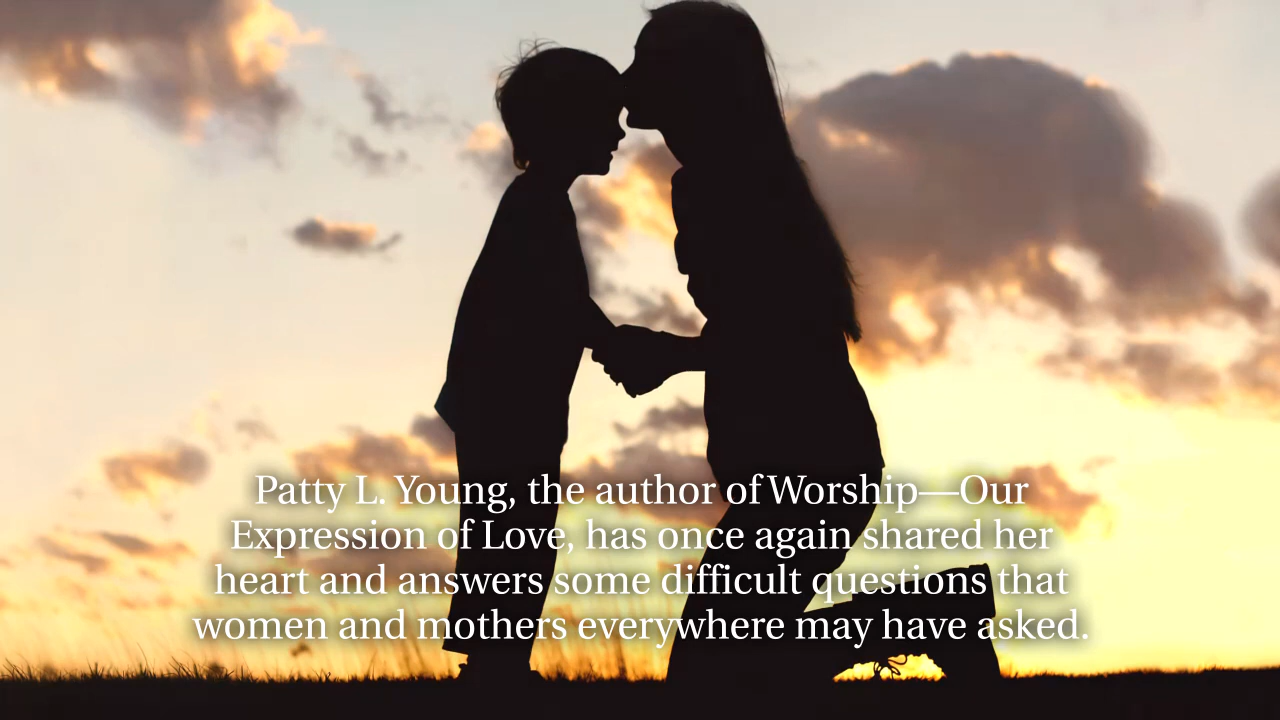 Patty L. Young, the author of Worship—Our
Expression of Love, has once again shared her
heart and answers some difficult questions that
women and mothers everywhere may have asked.